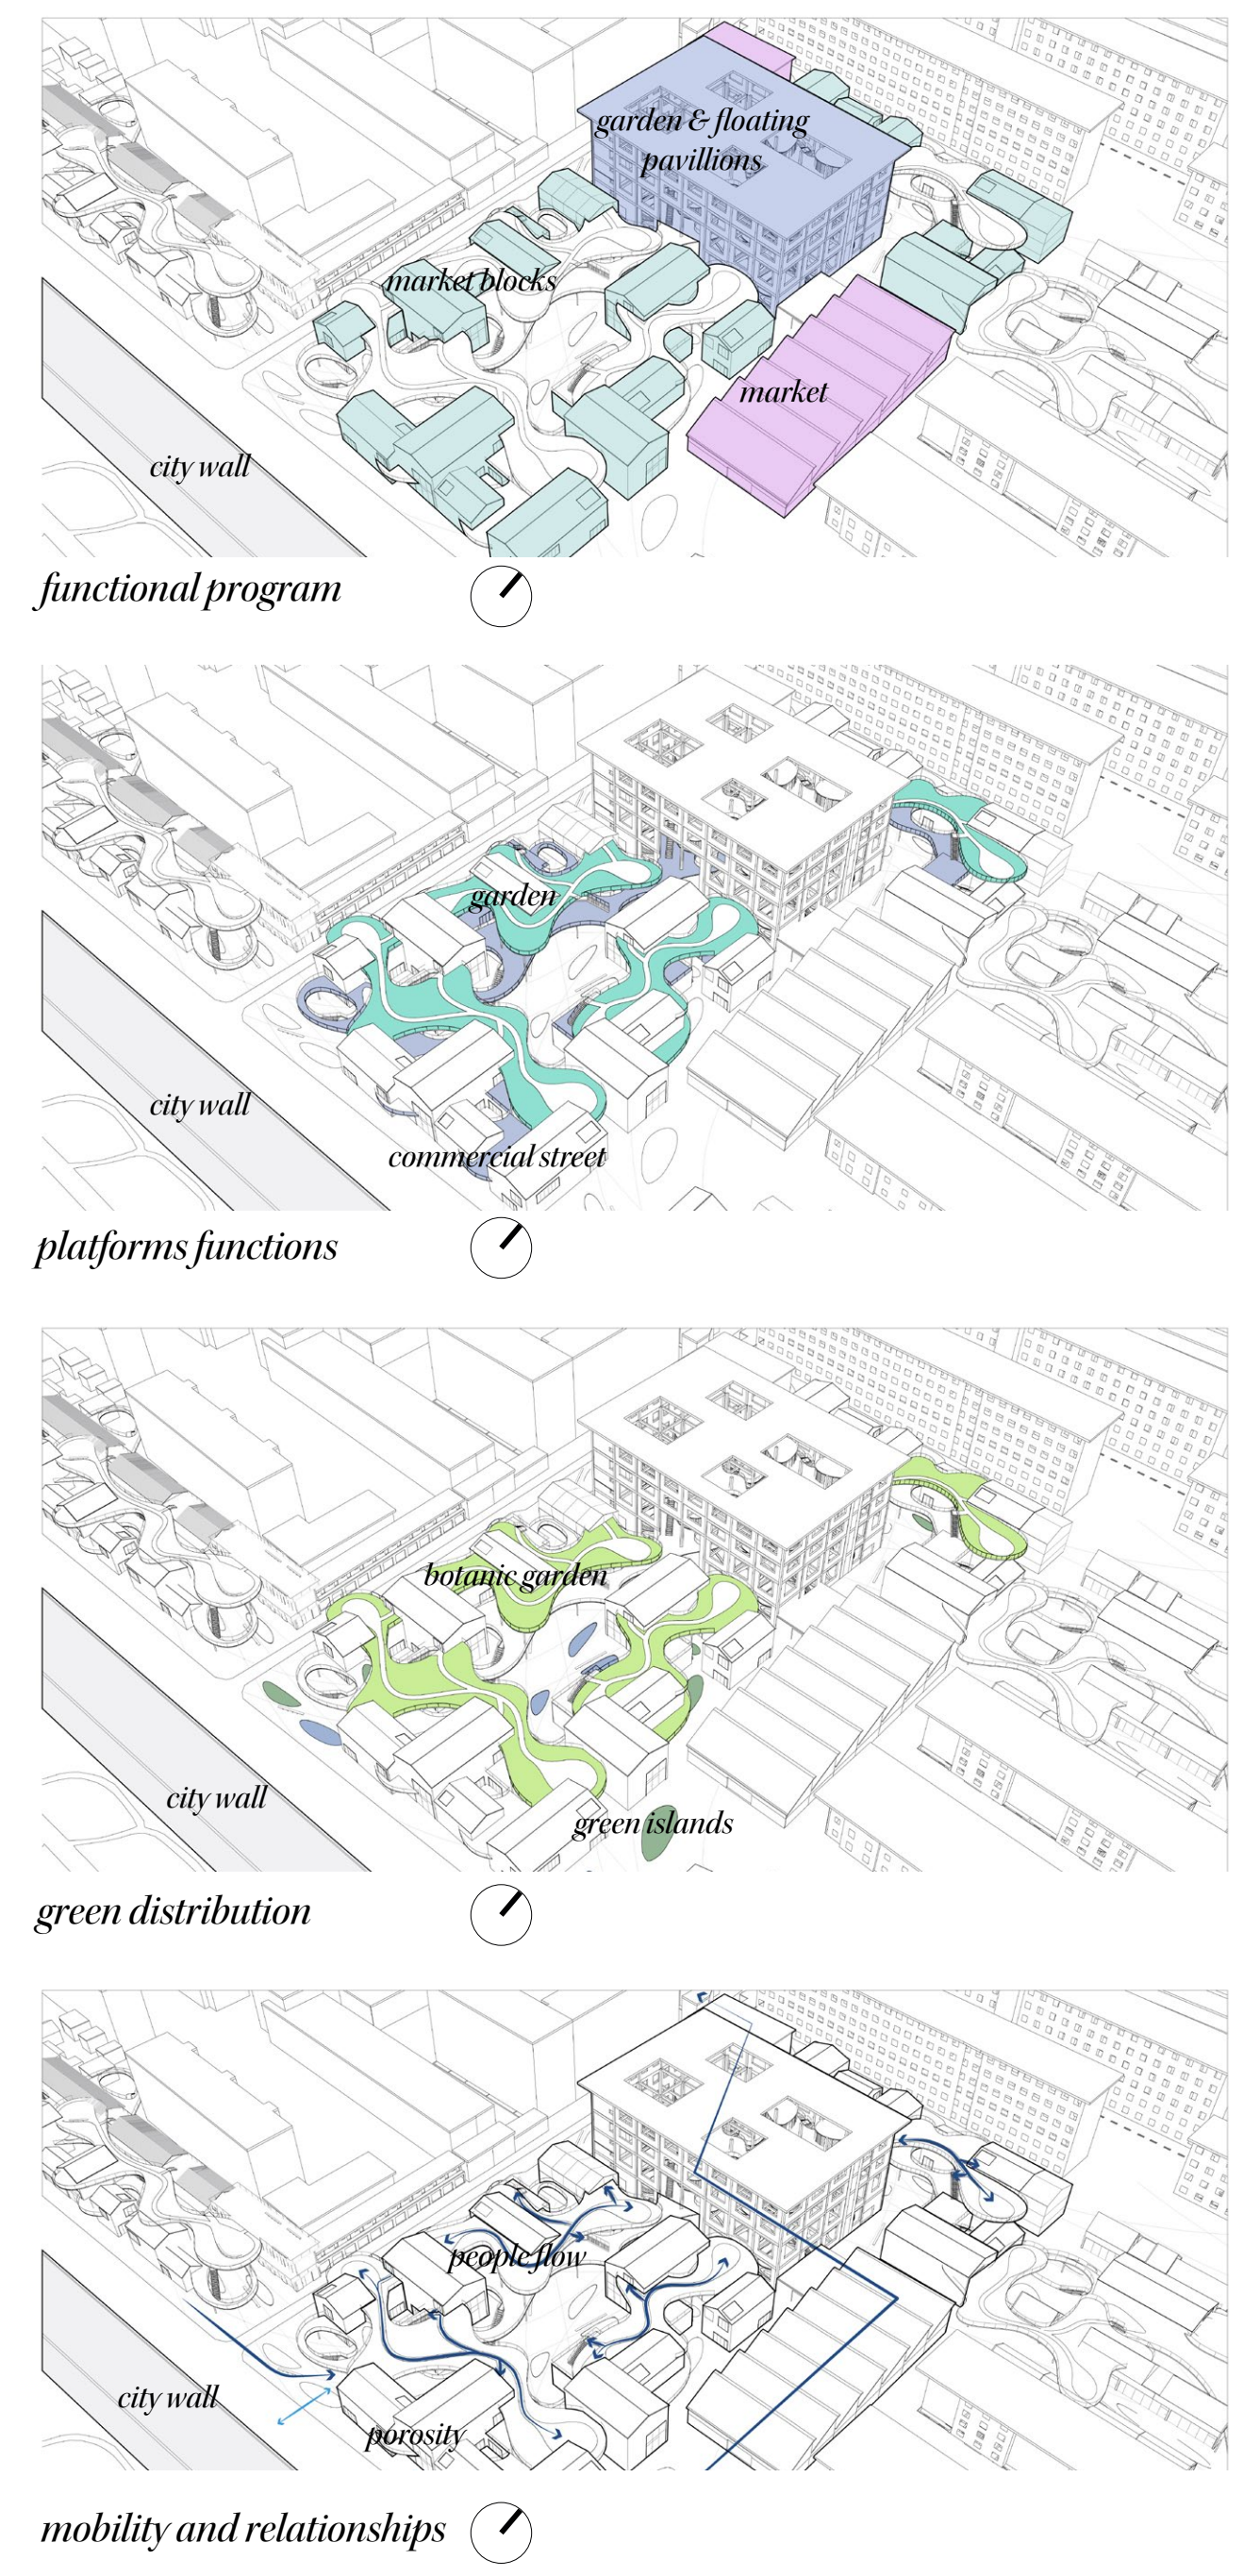 garden & floating
pavillions
market blocks
market
city wall
functional program
garden
city wall
commercial street
platforms functions
botanic garden
city wall
green islands
green distribution
people flow
city wall
porosity
mobility and relationships